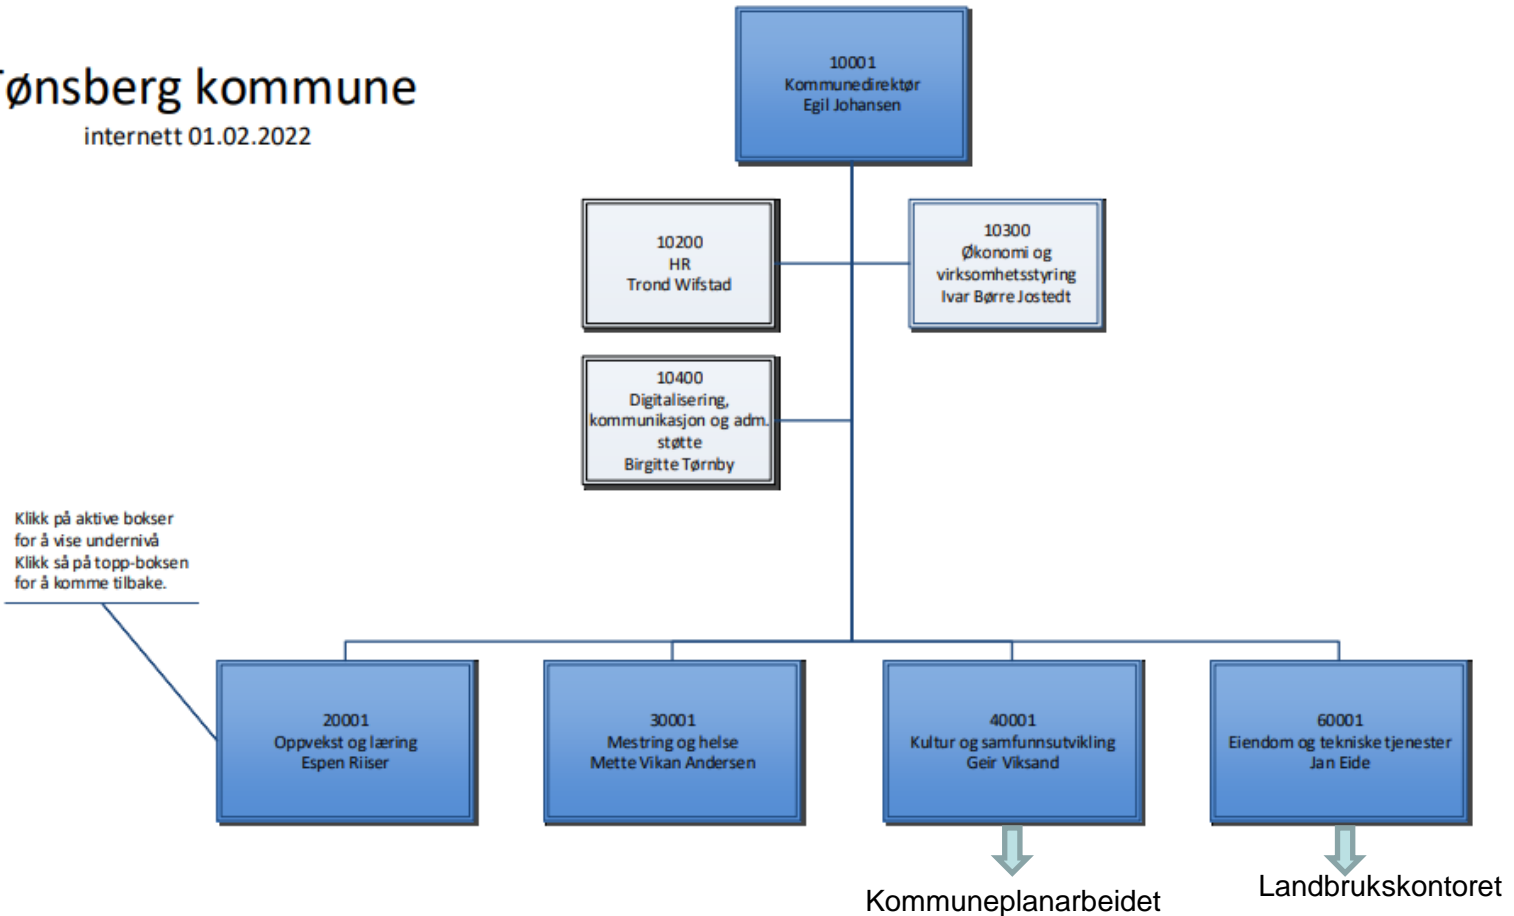 Tønsberg kommune
internett 01.02.2022
10001
Kommunedirektør
Egil Johansen
10200
HR
Trond Wifstad
10300
Økonomi og
virksomhetsstyring
Ivar Børre Jostedt
10400
Digitalisering,
kommunikasjon og adm.
støtte
Birgitte Tørnby
Klikk på aktive bokser
for å vise undernivå
Klikk så på topp-boksen
for å komme tilbake.
20001
Oppvekst og læring
Espen Riiser
30001
Mestring og helse
Mette Vikan Andersen
40001
Kultur og samfunnsutvikling
Geir Viksand
60001
Eiendom og tekniske tjenester
Jan Eide
Kommuneplanarbeidet
Landbrukskontoret